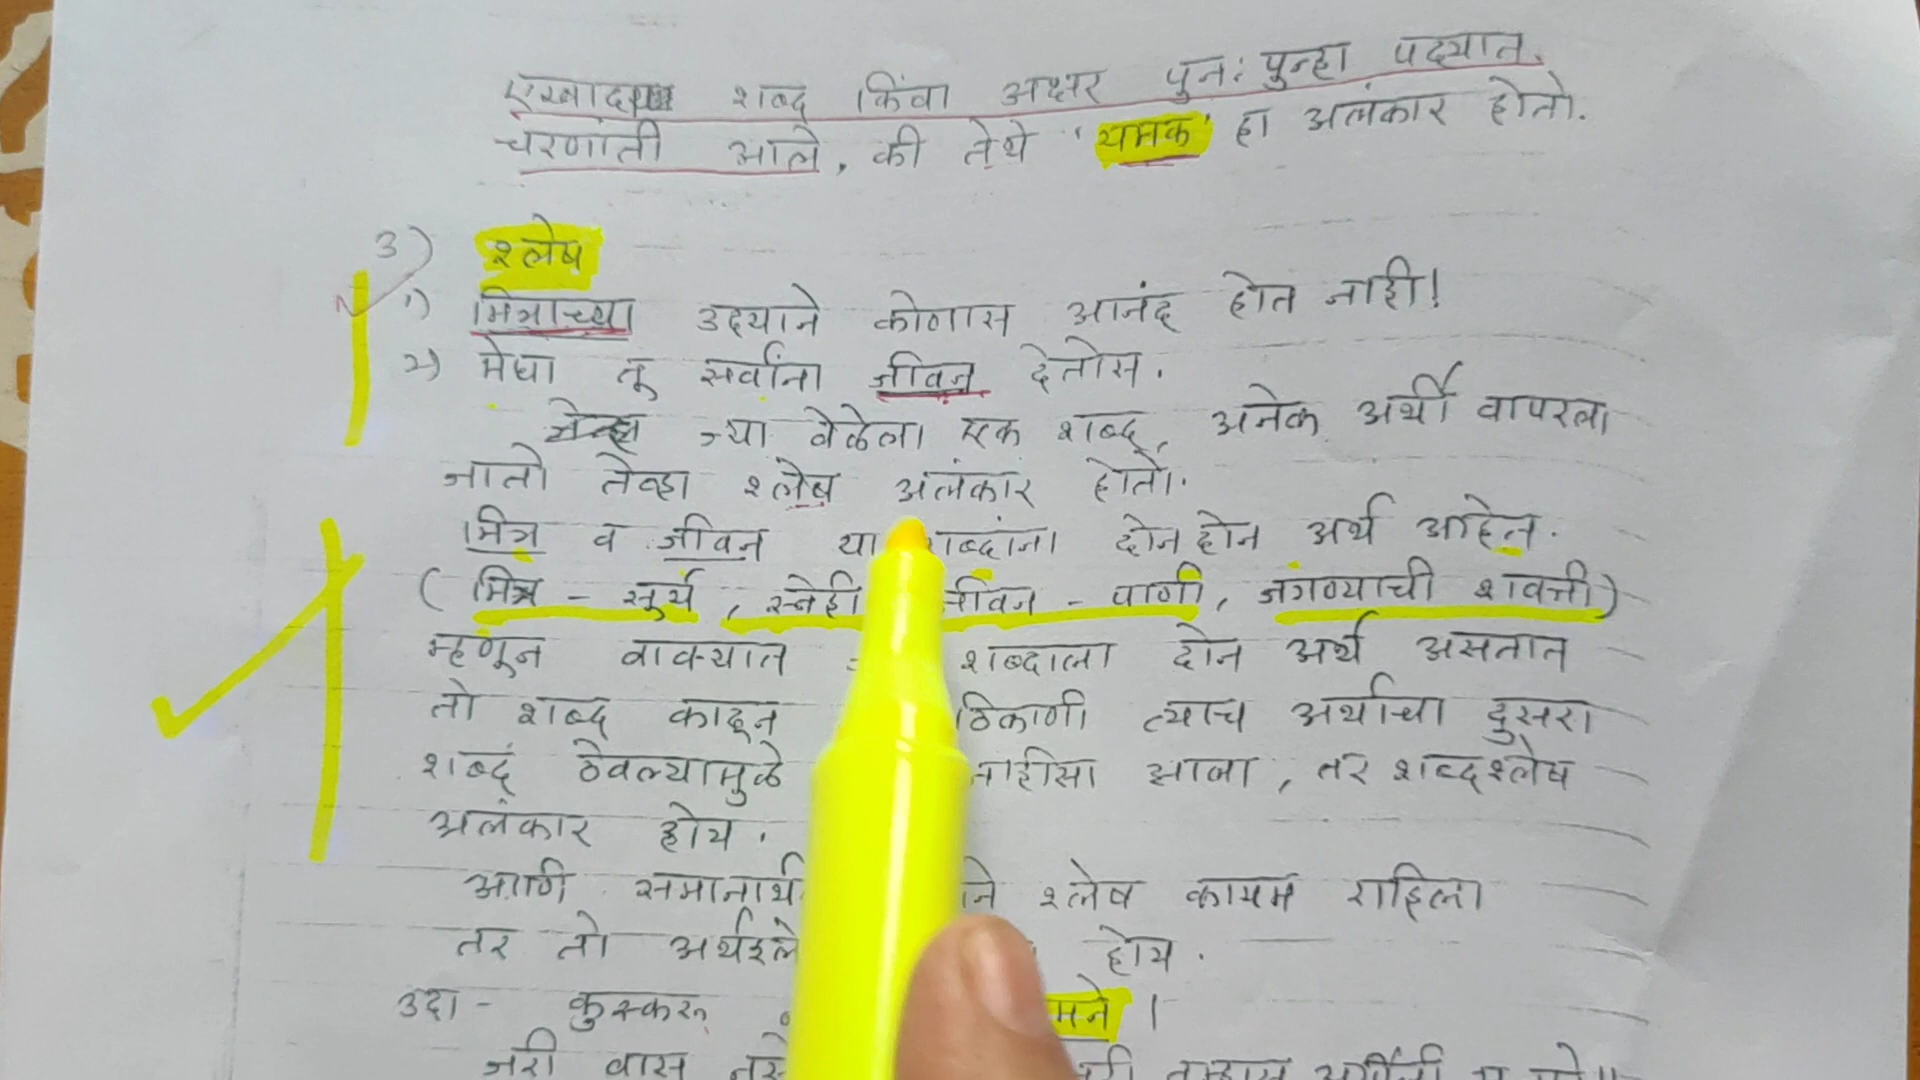 एखादा शब्द किंवा अक्षर पुनः पुन्हा पद्यात
चरणांती आले, की तेथे 'यमक' हा अलंकार होतो.
3) श्लेष
1) मित्राच्या उदयाने कोणास आनंद होत नाही!
२) मेघा तू सर्वांना जीवन देतोस.
ज्या वेळेला एक शब्द, अनेक अर्थी वापरला
जातो तेव्हा श्लेष अलंकार होतो.
मित्र व जीवन या शब्दांना दोन दोन अर्थ आहेत.
( मित्र - सूर्य, स्नेही जीवन - पाणी, जगण्याची शक्ती)
म्हणून वाक्यात शब्दाला दोन अर्थ असतात
तो शब्द काढून ठिकाणी त्याच अर्थाचा दुसरा
शब्द ठेवल्यामुळे नाहीसा झाला, तर शब्दश्लेष
अलंकार होय.
आणि समानार्थ ने श्लेष कायम राहिला
तर तो अर्थश्ले होय.
उदा - कुस्करू मने।
जरी वास